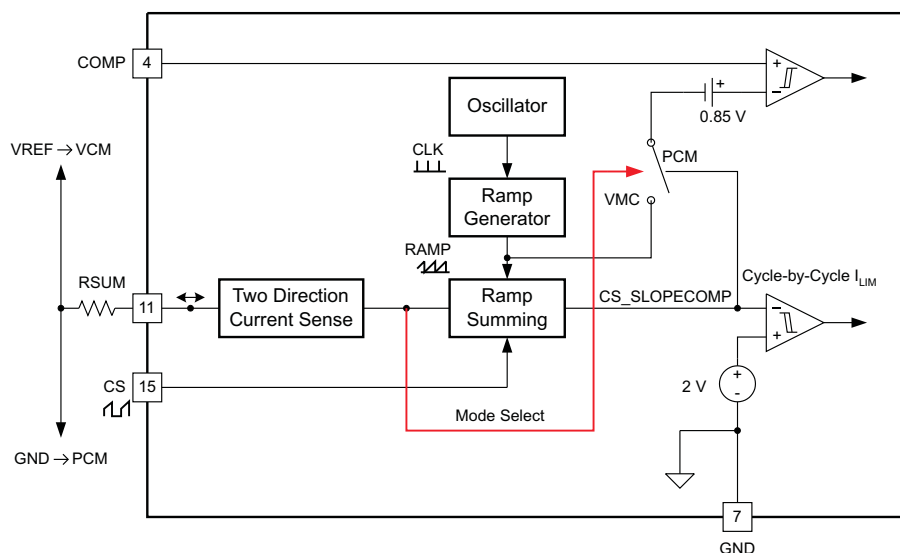 COMP
4
+
−
+
0.85 V
Oscillator
VREF → VCM
CLK
PCM
Ramp
Generator
VMC
RAMP
RSUM
11
Two Direction
Current Sense
Ramp
Summing
CS_SLOPECOMP
Cycle-by-Cycle ILIM
−
+
CS
15
Mode Select
2 V
+
-
GND → PCM
7
GND